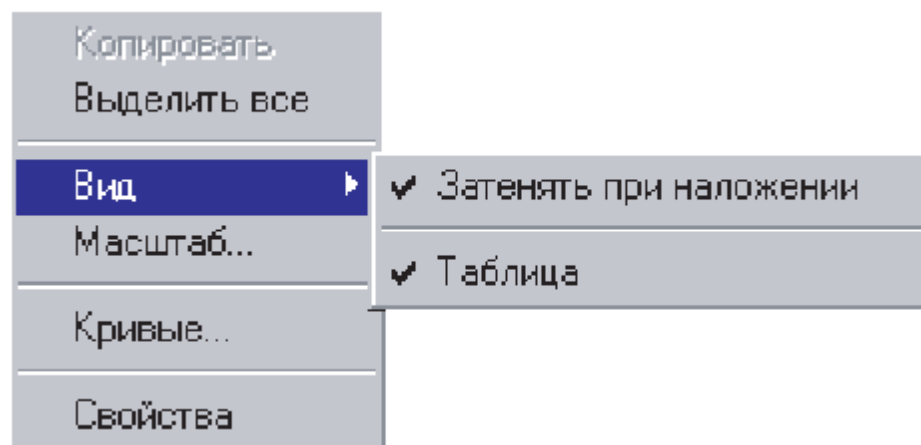 Копировать
Выделить все
Вид
Затенять при наложении
Масштаб...
Таблица
Кривые...
Свойства